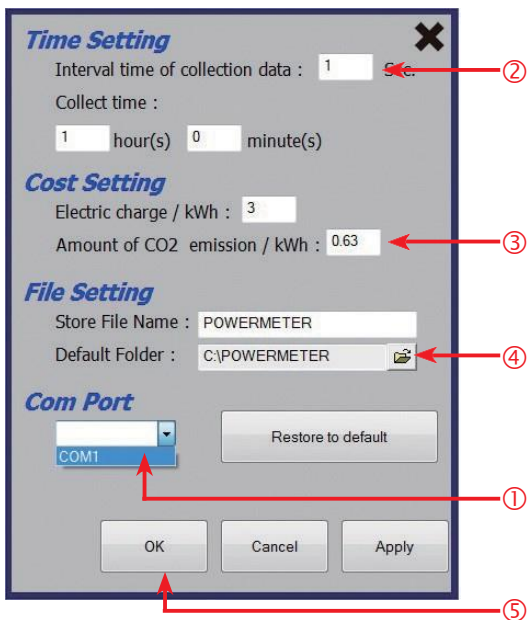 Time Setting
Interval time of collection data : 1 Sec. ②
Collect time :
1 hour(s) 0 minute(s)
Cost Setting
Electric charge / kWh : 3
Amount of CO2 emission / kWh : 0.63 ③
File Setting
Store File Name : POWERMETER
Default Folder : C:\POWERMETER ④
Com Port
Restore to default
COM1
①
OK Cancel Apply
⑤